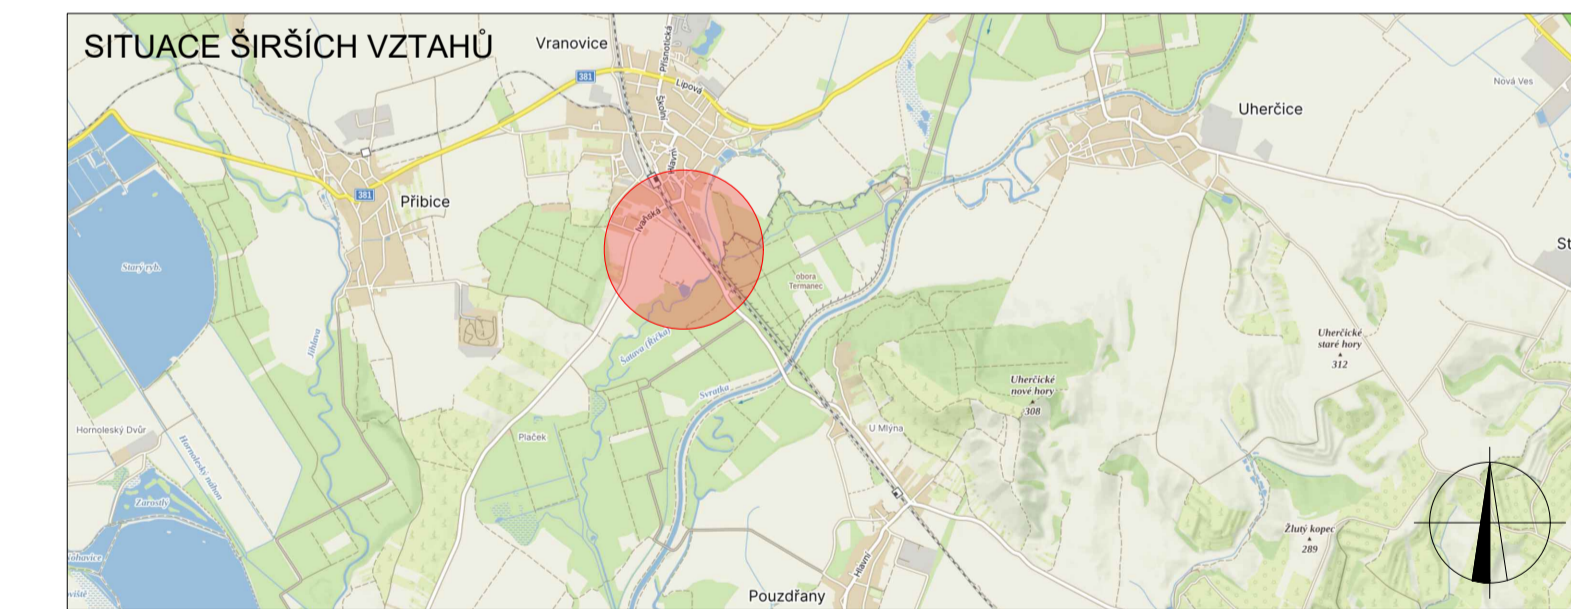 SITUACE ŠIRŠÍCH VZTAHŮ
Vranovice
Přísnotická
381
Lipová
Školní
Hlavní
Nová Ves
Uherčice
381
Přibice
Ivaňská
St
Starý ryb.
obora
Termanec
Jihlava
Šatava (Říčka)
Uherčické
staré hory
312
Svratka
Uherčické
nové hory
308
Hornoleský Dvůr
Plaček
U Mlýna
Hornoleský náhon
Zarostlý
Žlutý kopec
289
Hlavní
Pouzdřany